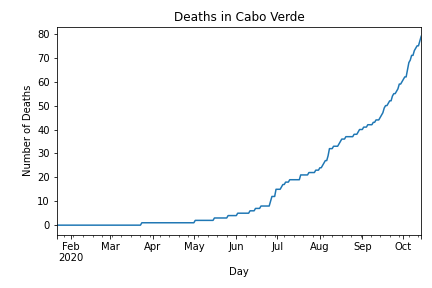 Deaths in Cabo Verde
80
70
60
50
40
30
20
10
0
Number of Deaths
Feb Mar Apr May Jun Jul Aug Sep Oct
2020
Day